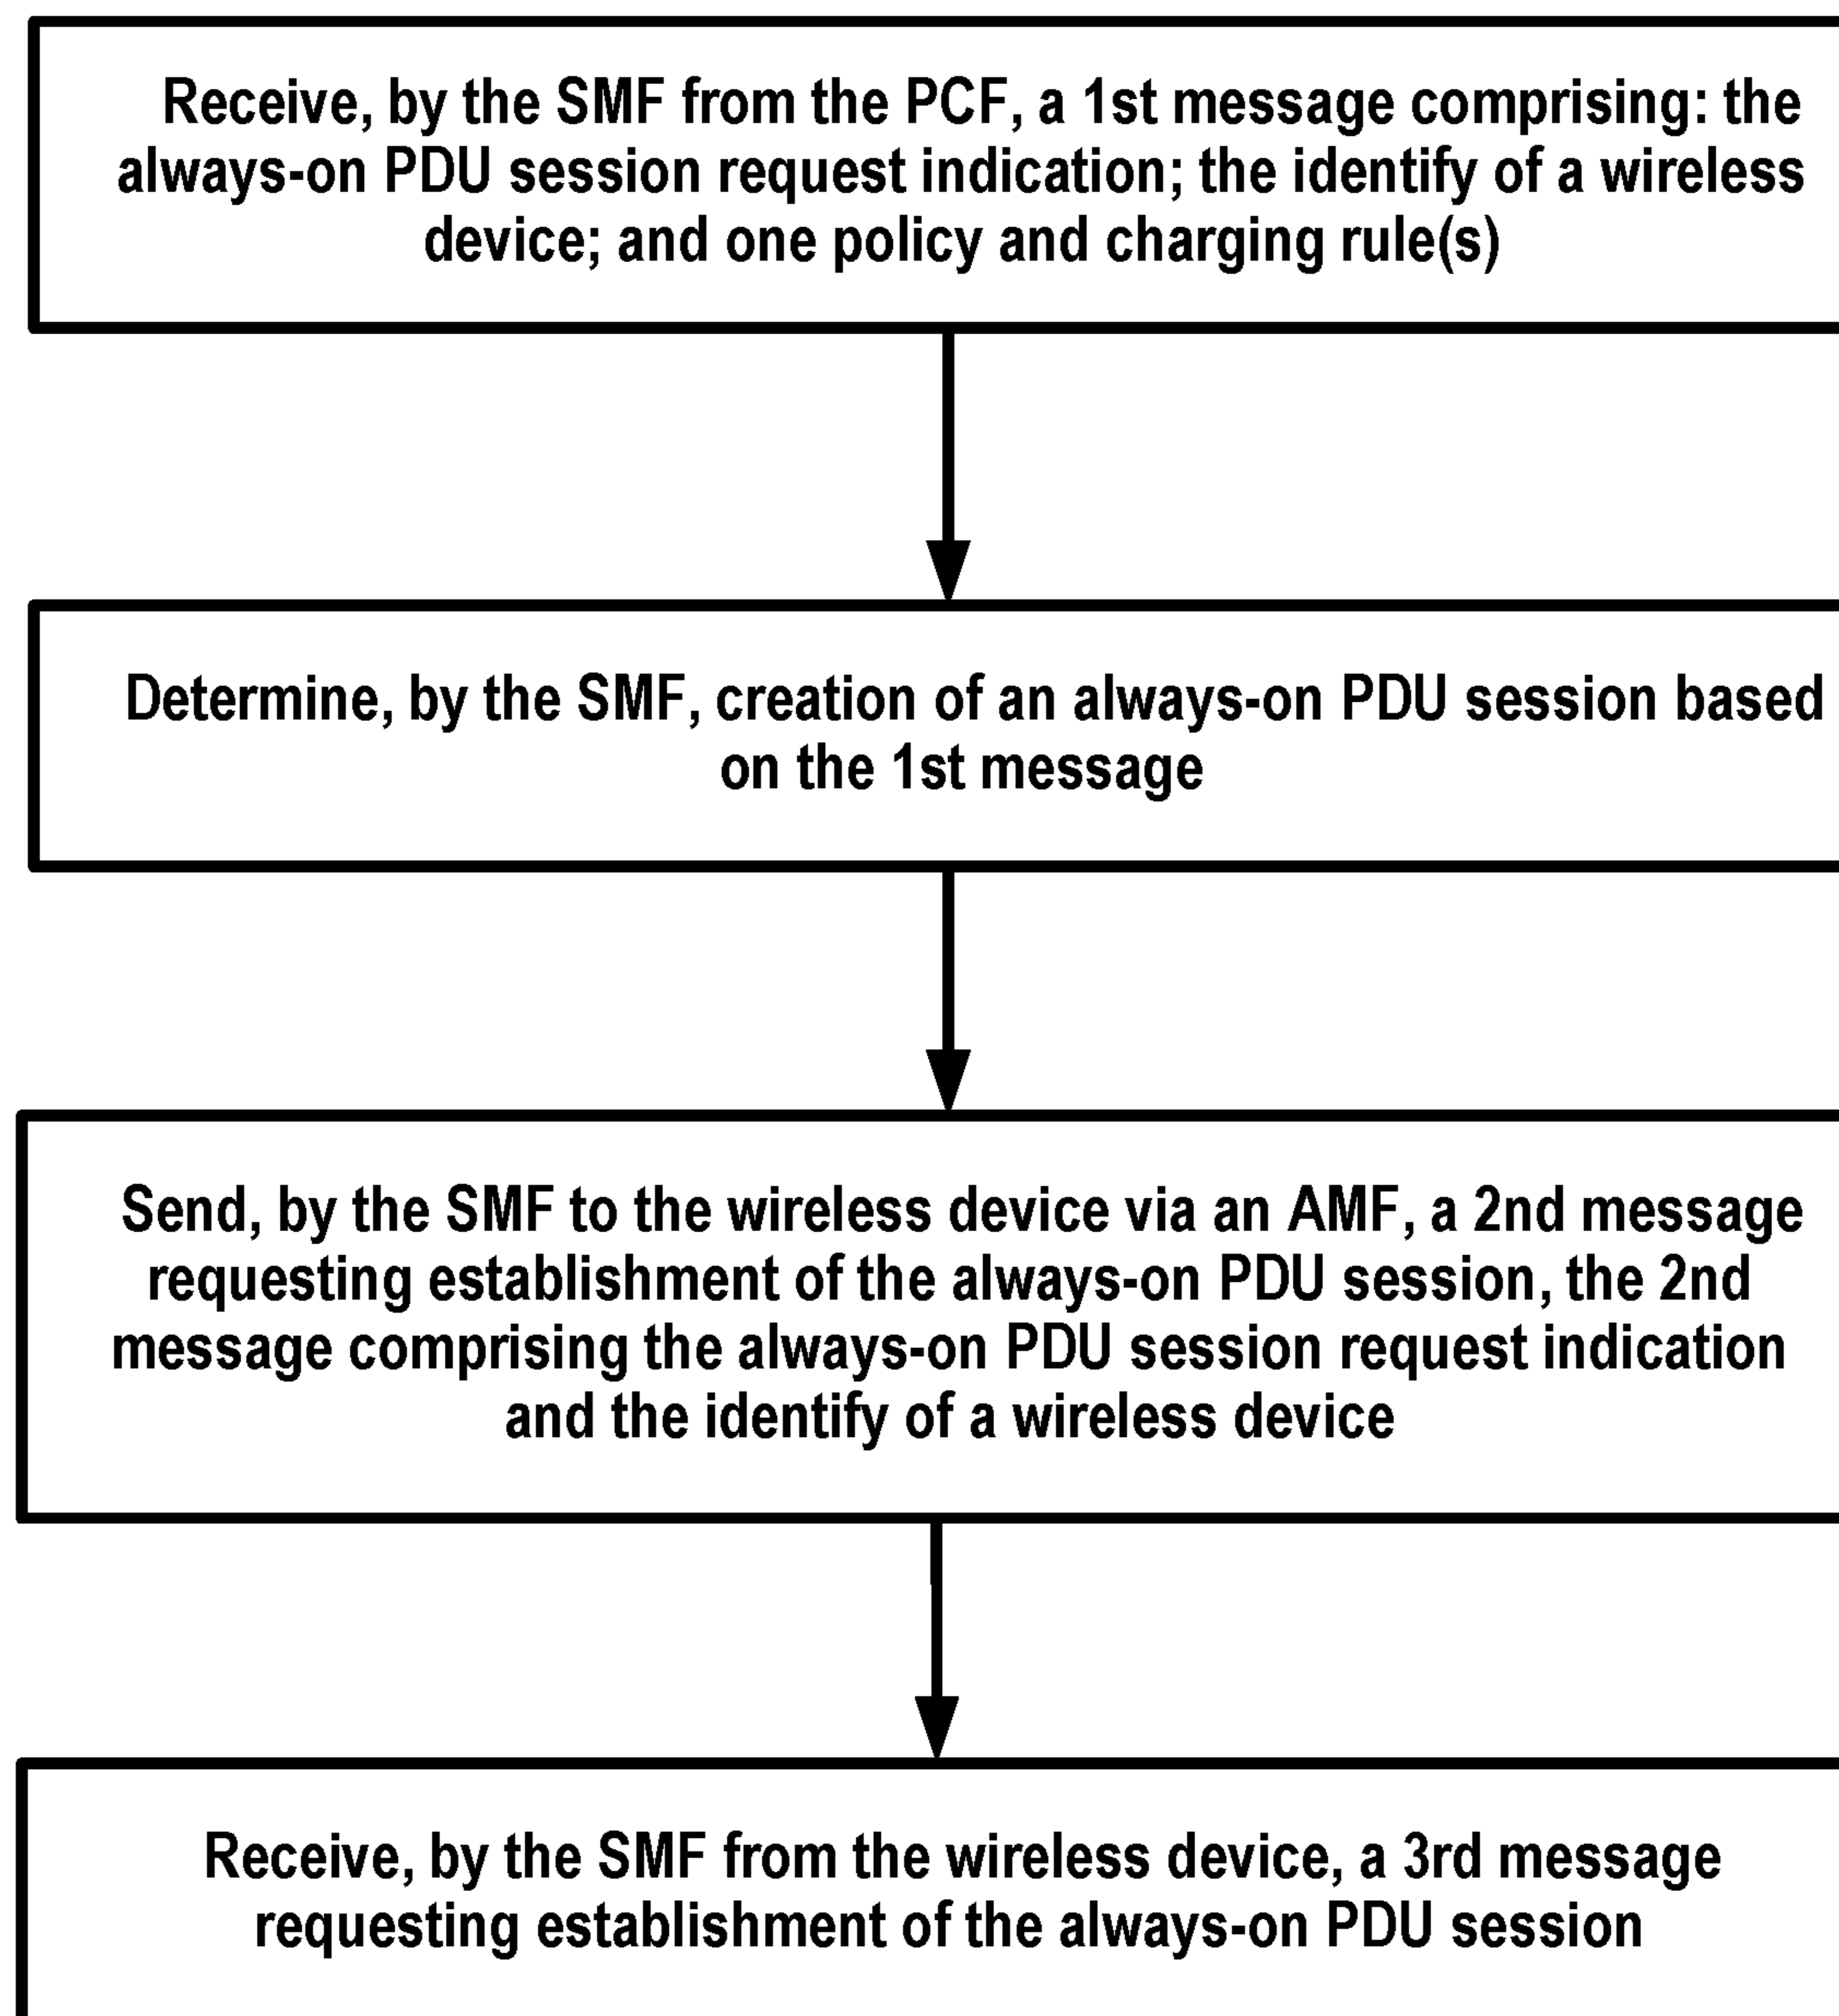 Receive, by the SMF from the PCF, a 1st message comprising: the
always-on PDU session request indication; the identify of a wireless
device; and one policy and charging rule(s)
Determine, by the SMF, creation of an always-on PDU session based
on the 1st message
Send, by the SMF to the wireless device via an AMF, a 2nd message
requesting establishment of the always-on PDU session, the 2nd
message comprising the always-on PDU session request indication
and the identify of a wireless device
Receive, by the SMF from the wireless device, a 3rd message
requesting establishment of the always-on PDU session